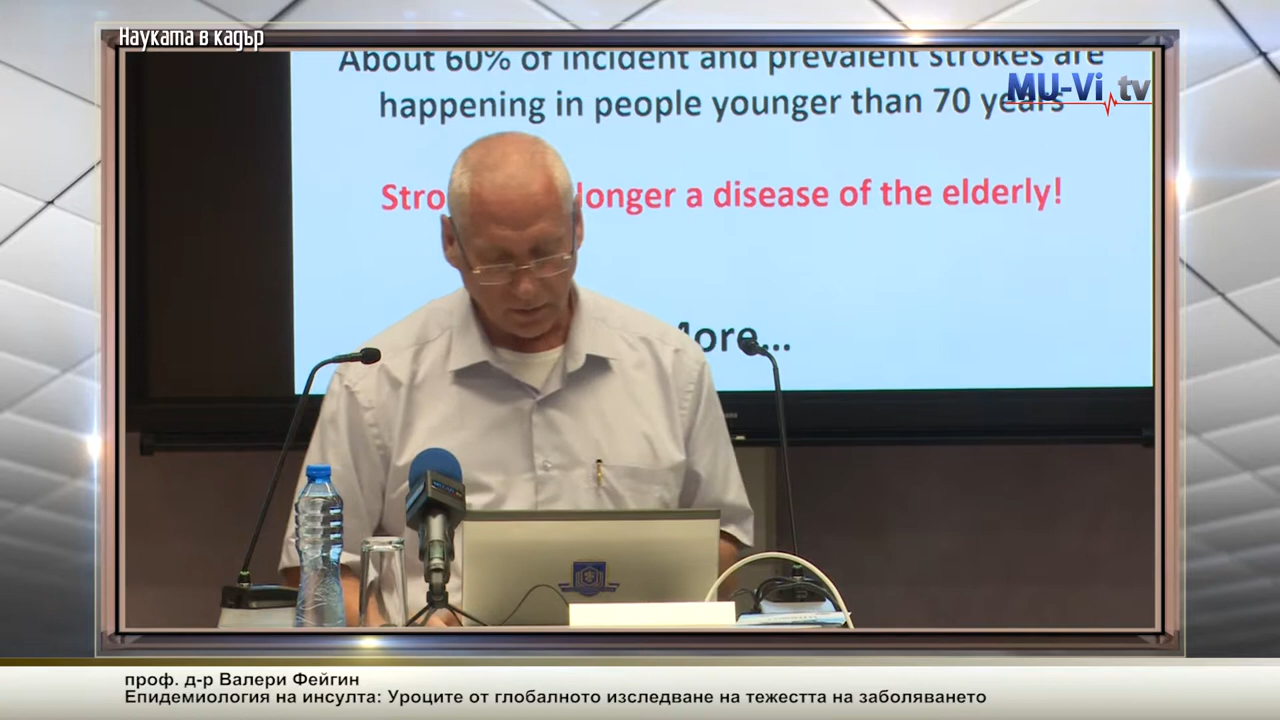 Науката в кадър
About 60% of incident and prevalent strokes are
happening in people younger than 70 years
MU-Vi.tv
longer a disease of the elderly!
More...
проф. д-р Валери Фейгин
Епидемиология на инсулта: Уроците от глобалното изследване на тежестта на заболяването